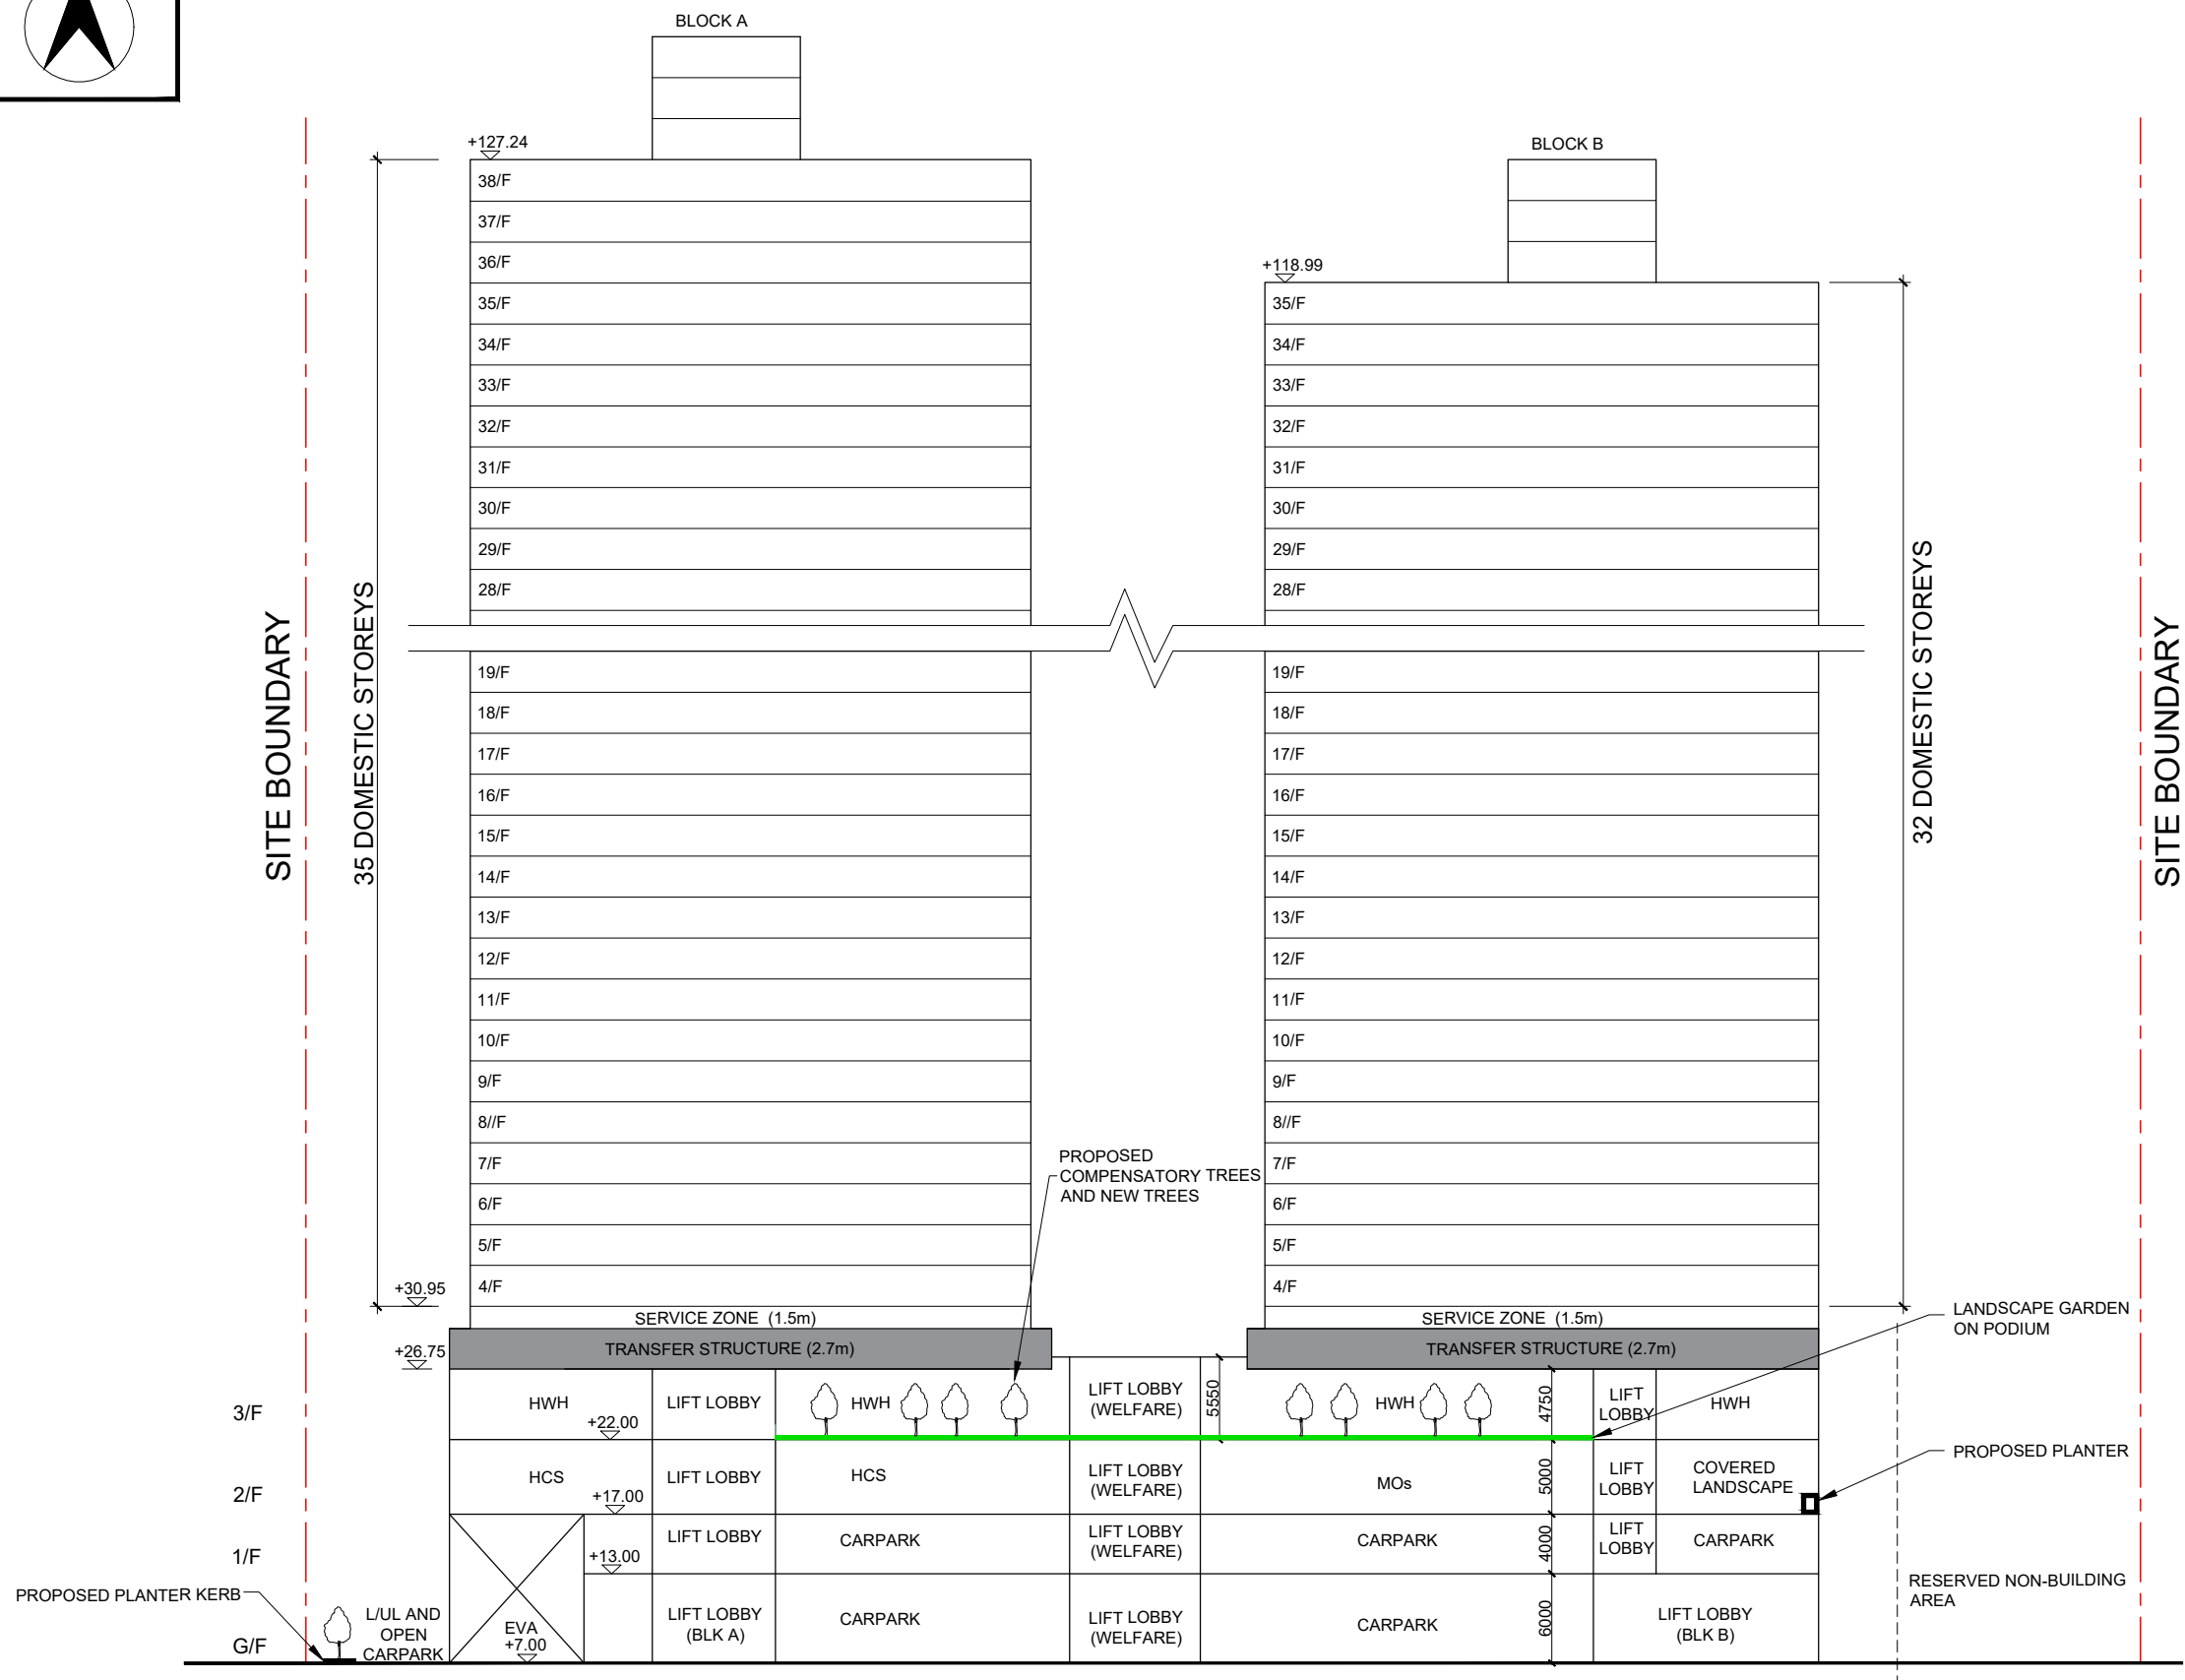 BLOCK A
+127.24
38/F
37/F
36/F
35/F
34/F
33/F
32/F
31/F
30/F
29/F
28/F
19/F
18/F
17/F
16/F
15/F
14/F
13/F
12/F
11/F
10/F
9/F
8//F
7/F
6/F
5/F
4/F
SERVICE ZONE (1.5m)
TRANSFER STRUCTURE (2.7m)
BLOCK B
+118.99
35/F
34/F
33/F
32/F
31/F
30/F
29/F
28/F
19/F
18/F
17/F
16/F
15/F
14/F
13/F
12/F
11/F
10/F
9/F
8//F
7/F
6/F
5/F
4/F
SERVICE ZONE (1.5m)
TRANSFER STRUCTURE (2.7m)
SITE BOUNDARY
35 DOMESTIC STOREYS
32 DOMESTIC STOREYS
SITE BOUNDARY
PROPOSED
COMPENSATORY TREES
AND NEW TREES
+30.95
+26.75
LANDSCAPE GARDEN
ON PODIUM
3/F
HWH
+22.00
LIFT LOBBY
HWH
LIFT LOBBY
(WELFARE)
5550
HWH
4750
LIFT
LOBBY
HWH
2/F
HCS
+17.00
LIFT LOBBY
HCS
LIFT LOBBY
(WELFARE)
MOs
5000
LIFT
LOBBY
COVERED
LANDSCAPE
PROPOSED PLANTER
1/F
+13.00
LIFT LOBBY
CARPARK
LIFT LOBBY
(WELFARE)
CARPARK
4000
LIFT
LOBBY
CARPARK
PROPOSED PLANTER KERB
G/F
L/UL AND
OPEN
CARPARK
EVA
+7.00
LIFT LOBBY
(BLK A)
CARPARK
LIFT LOBBY
(WELFARE)
CARPARK
6000
LIFT LOBBY
(BLK B)
RESERVED NON-BUILDING
AREA